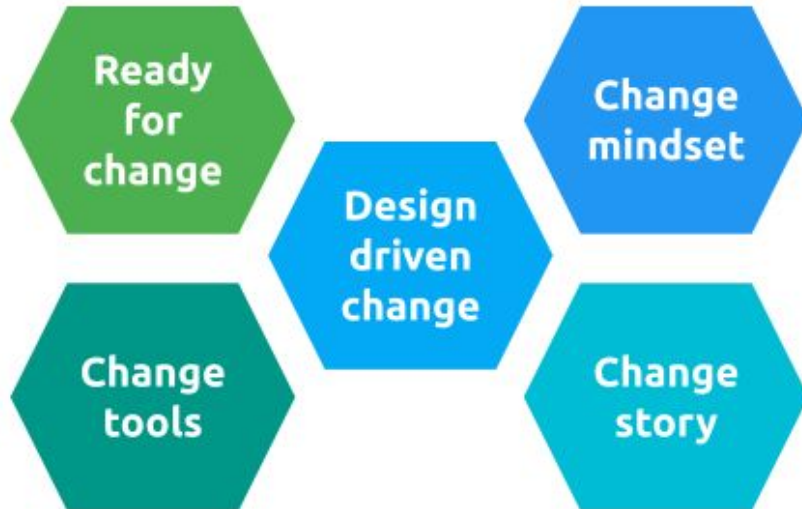 Ready
for
change
Change
mindset
Design
driven
change
Change
tools
Change
story